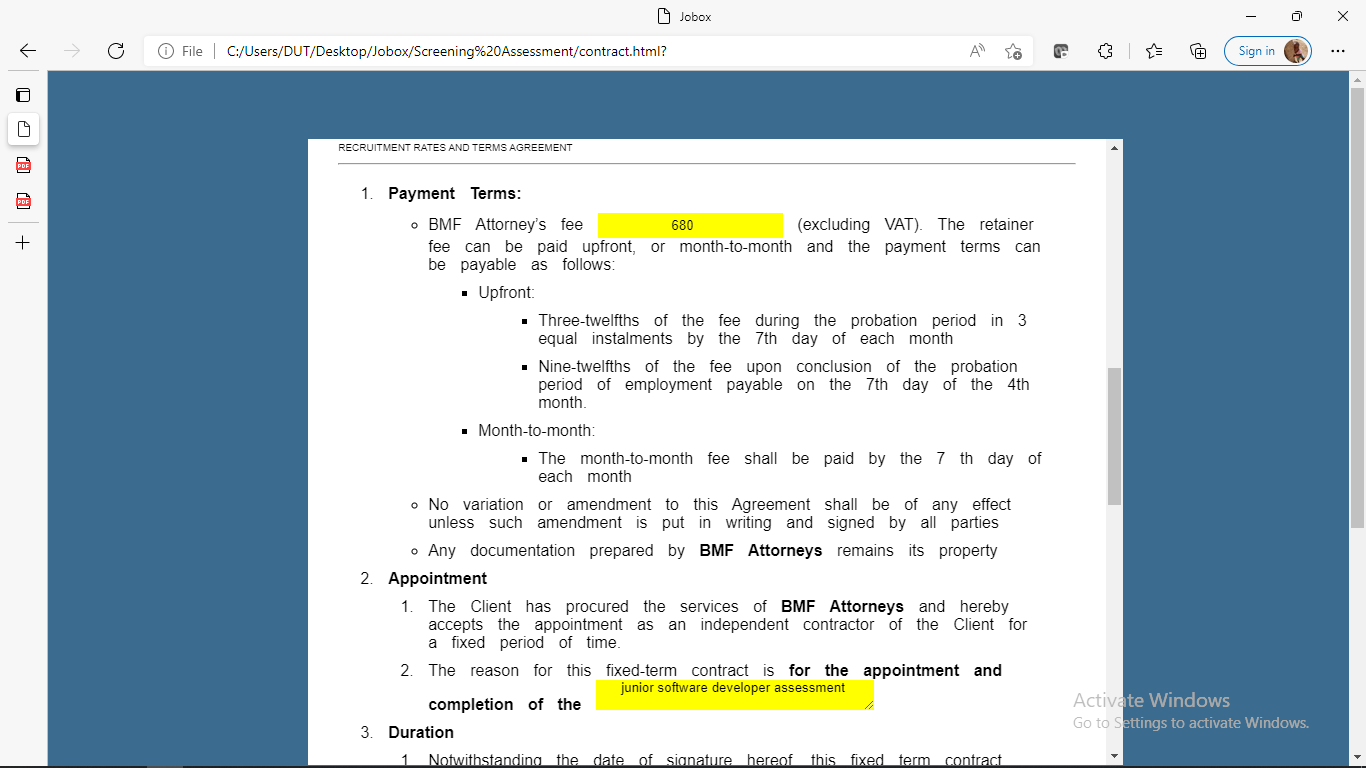 Jobox
File
C:/Users/DUT/Desktop/Jobox/Screening%20Assessment/contract.html?
Sign in
RECRUITMENT RATES AND TERMS AGREEMENT
1. Payment Terms:
BMF Attorney's fee 680 (excluding VAT). The retainer
fee can be paid upfront, or month-to-month and the payment terms can
be payable as follows:
Upfront:
Three-twelfths of the fee during the probation period in 3
equal instalments by the 7th day of each month
Nine-twelfths of the fee upon conclusion of the probation
period of employment payable on the 7th day of the 4th
month.
Month-to-month:
The month-to-month fee shall be paid by the 7 th day of
each month
No variation or amendment to this Agreement shall be of any effect
unless such amendment is put in writing and signed by all parties
Any documentation prepared by BMF Attorneys remains its property
2. Appointment
1. The Client has procured the services of BMF Attorneys and hereby
accepts the appointment as an independent contractor of the Client for
a fixed period of time.
2. The reason for this fixed-term contract is for the appointment and
completion of the junior software developer assessment
3. Duration
1 Notwithstanding the date of signature hereof this fixed term contract
Activate Windows
Go to Settings to activate Windows.